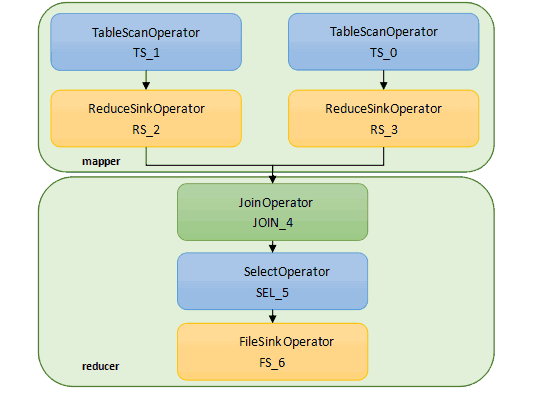 TableScanOperator
TS_1
TableScanOperator
TS_0
ReduceSinkOperator
RS_2
ReduceSinkOperator
RS_3
mapper
JoinOperator
JOIN_4
SelectOperator
SEL_5
FileSinkOperator
FS_6
reducer